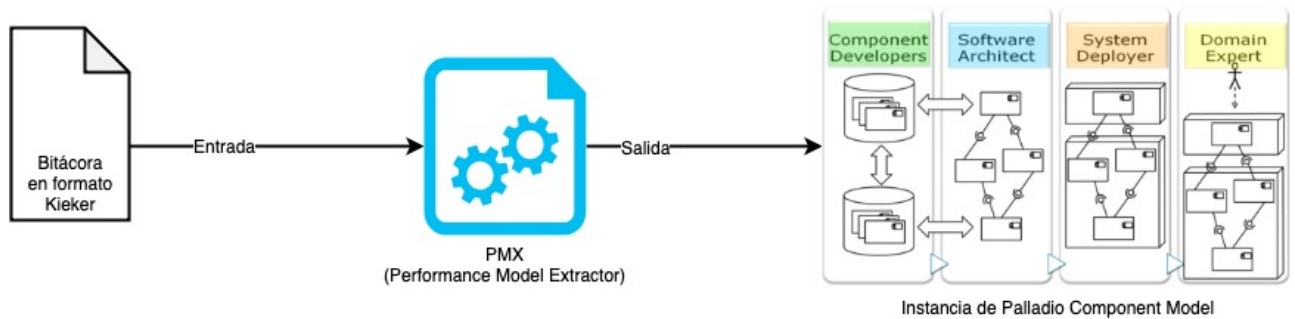 Bitácora
en formato
Kieker
Entrada
PMX
(Performance Model Extractor)
Salida
Component
Developers
Software
Architect
System
Deployer
Domain
Expert
Instancia de Palladio Component Model